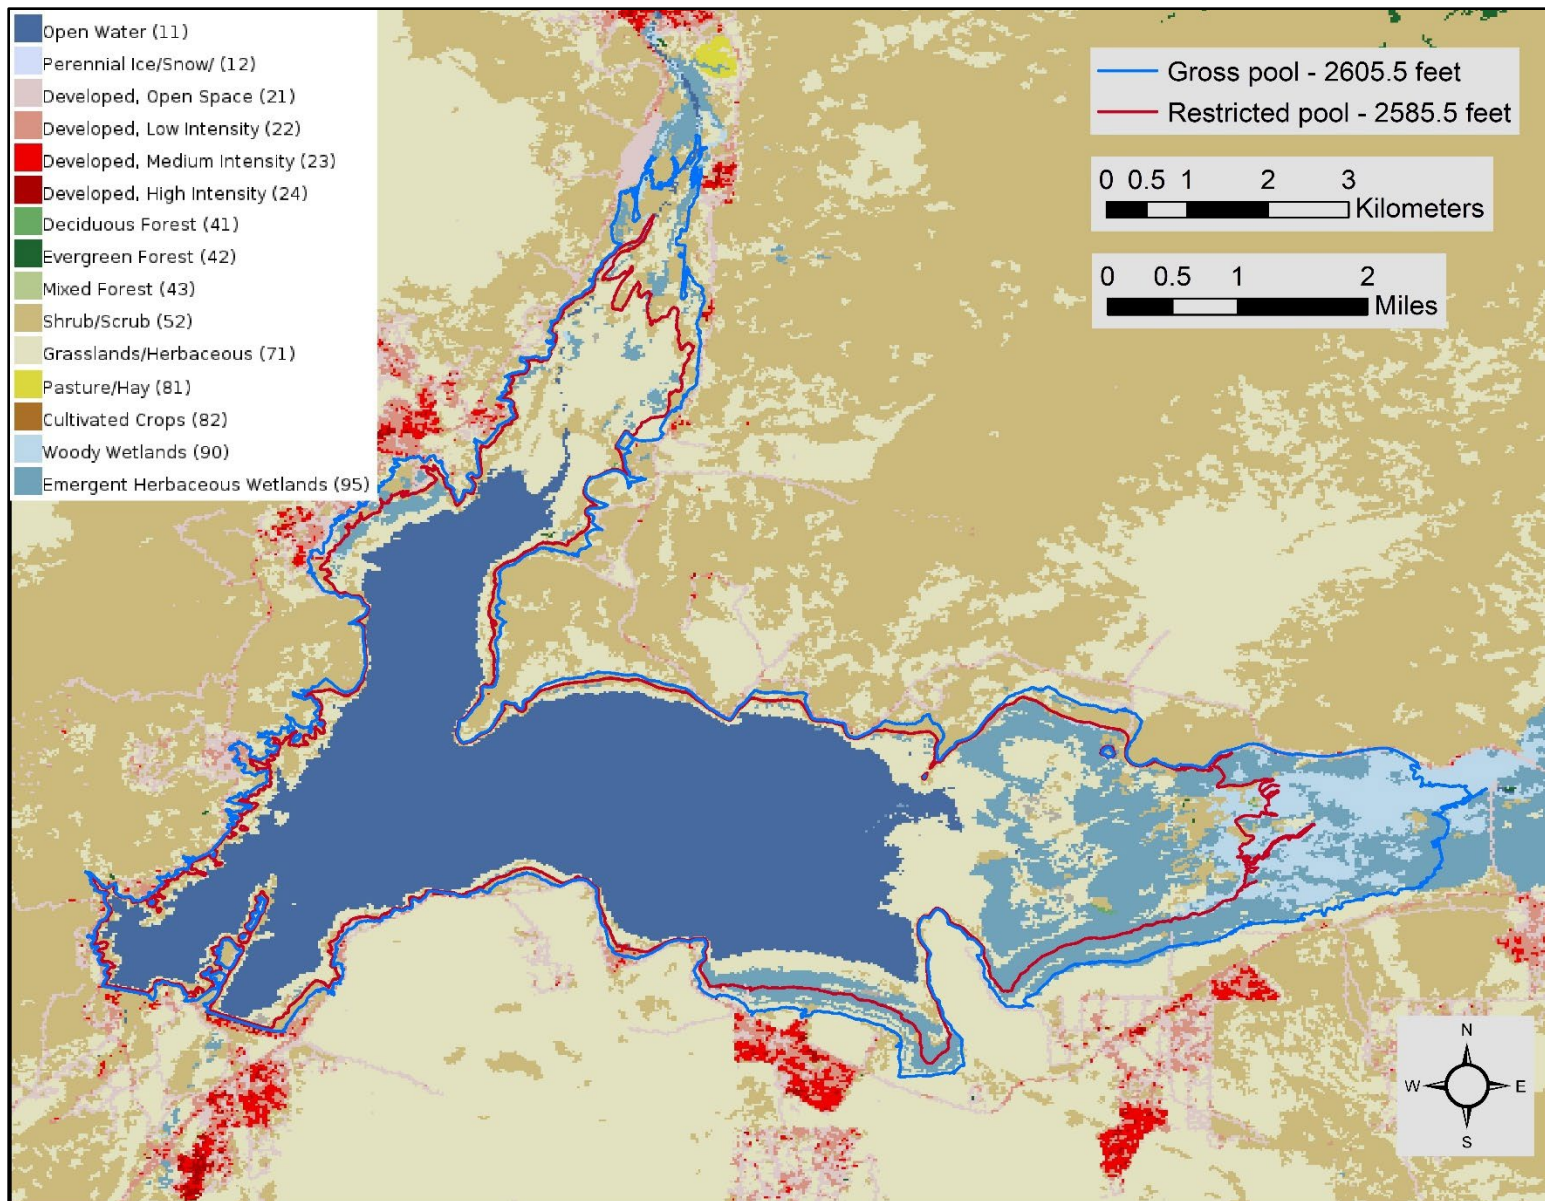 Open Water (11)
Perennial Ice/Snow/ (12)
Developed, Open Space (21)
Developed, Low Intensity (22)
Developed, Medium Intensity (23)
Developed, High Intensity (24)
Deciduous Forest (41)
Evergreen Forest (42)
Mixed Forest (43)
Shrub/Scrub (52)
Grasslands/Herbaceous (71)
Pasture/Hay (81)
Cultivated Crops (82)
Woody Wetlands (90)
Emergent Herbaceous Wetlands (95)
Gross pool - 2605.5 feet
Restricted pool - 2585.5 feet
0 0.5 1 2 3
Kilometers
0 0.5 1 2
Miles
N
W E
S